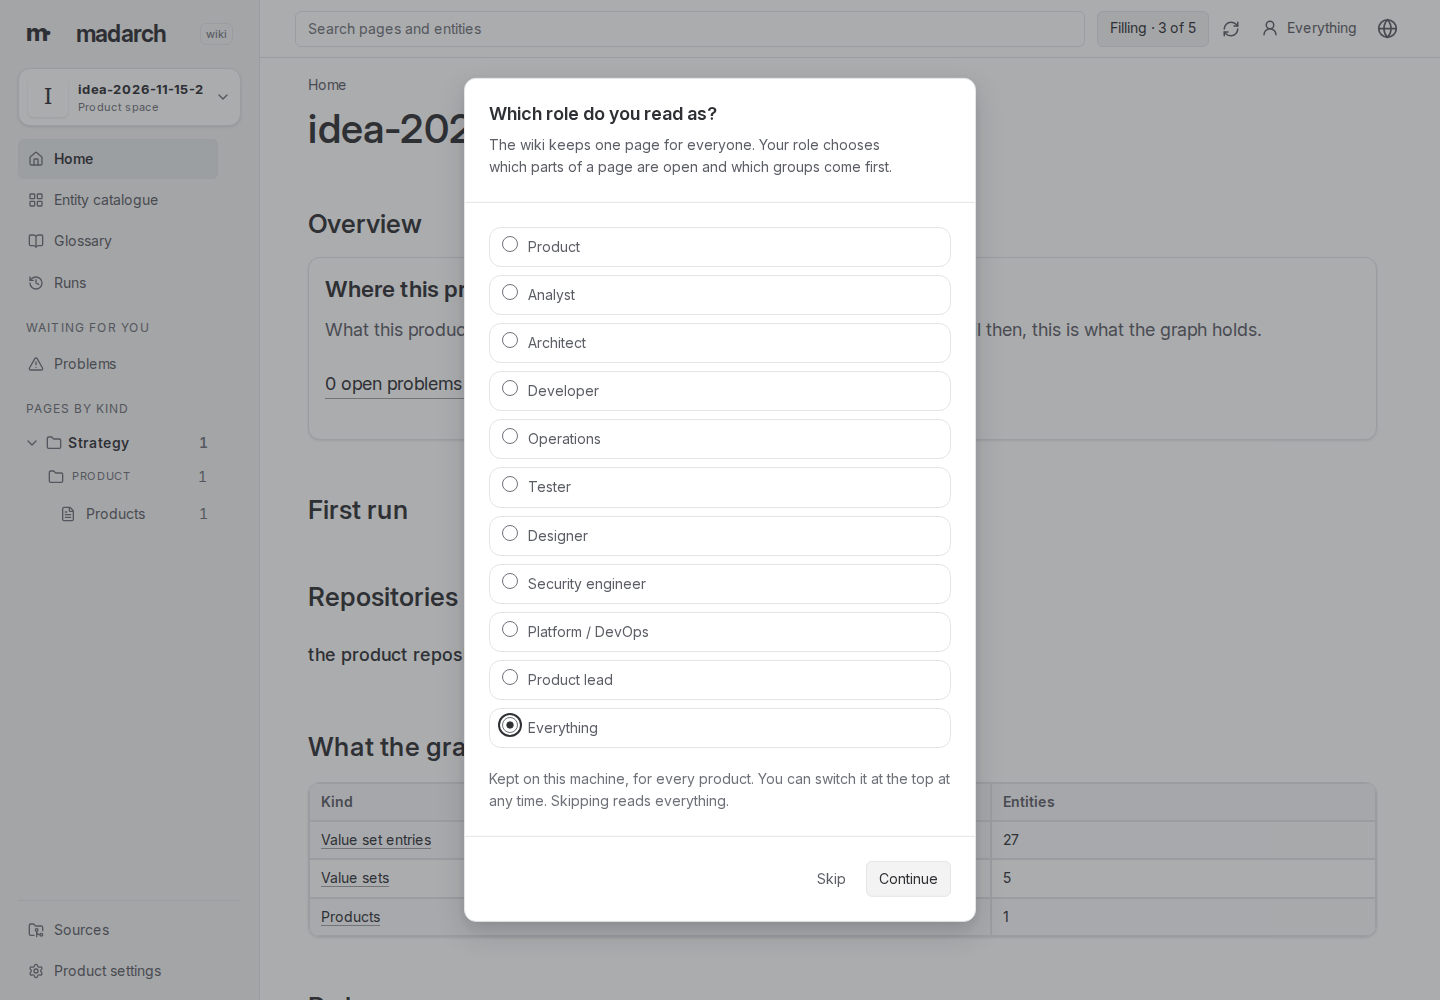 m·
madarch
wiki
Search pages and entities
Filling · 3 of 5
Everything
I
idea-2026-11-15-2
Product space
Home
Entity catalogue
Glossary
Runs
WAITING FOR YOU
Problems
PAGES BY KIND
Strategy 1
PRODUCT 1
Products 1
Sources
Product settings
Home
idea-202
Overview
Where this pr
What this produc
l then, this is what the graph holds.
0 open problems
First run
Repositories
the product repos
What the gra
Kind
Entities
Value set entries
27
Value sets
5
Products
1
Which role do you read as?
The wiki keeps one page for everyone. Your role chooses
which parts of a page are open and which groups come first.
Product
Analyst
Architect
Developer
Operations
Tester
Designer
Security engineer
Platform / DevOps
Product lead
Everything
Kept on this machine, for every product. You can switch it at the top at
any time. Skipping reads everything.
Skip
Continue